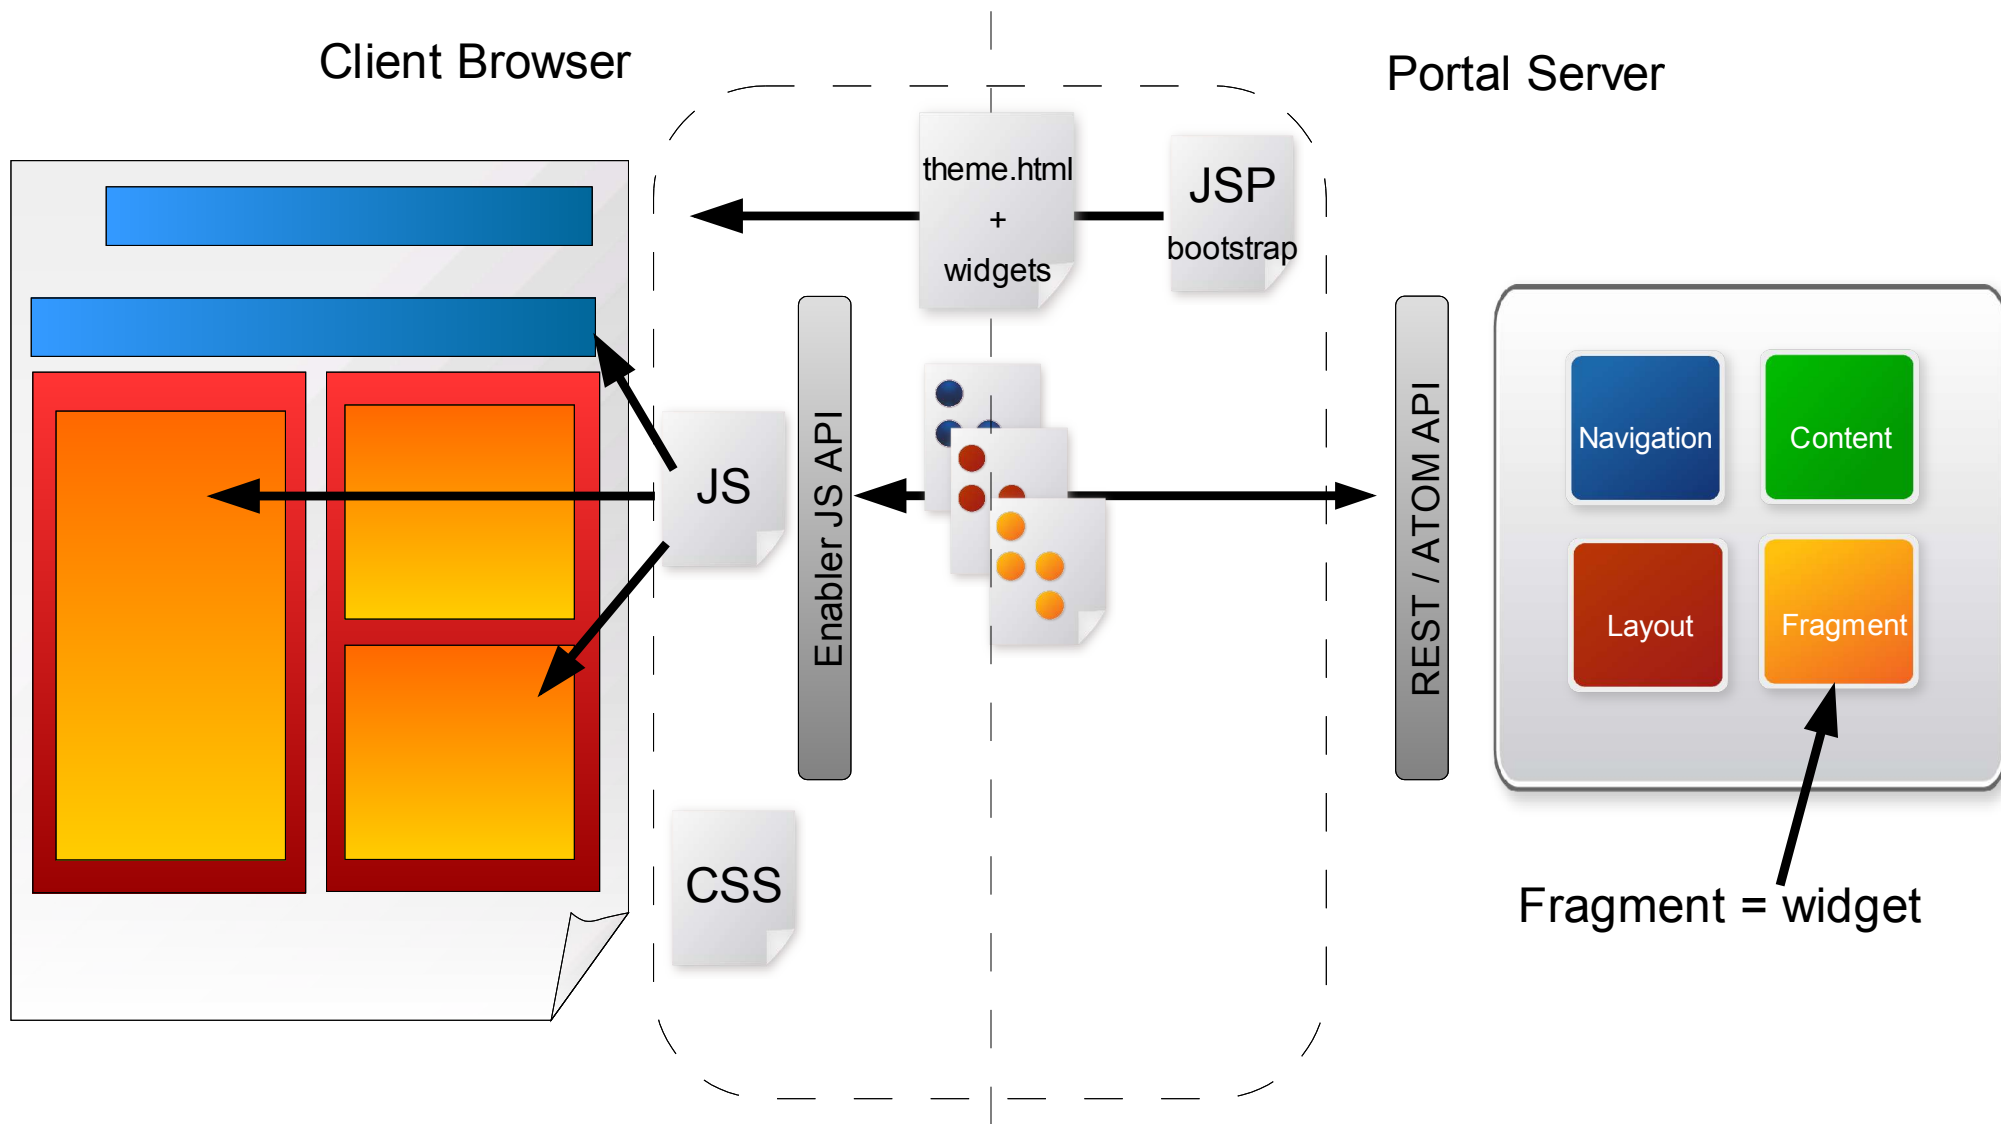 Client Browser
Portal Server
theme.html
+
widgets
JSP
bootstrap
JS
Enabler JS API
REST / ATOM API
Navigation
Content
Layout
Fragment
CSS
Fragment = widget